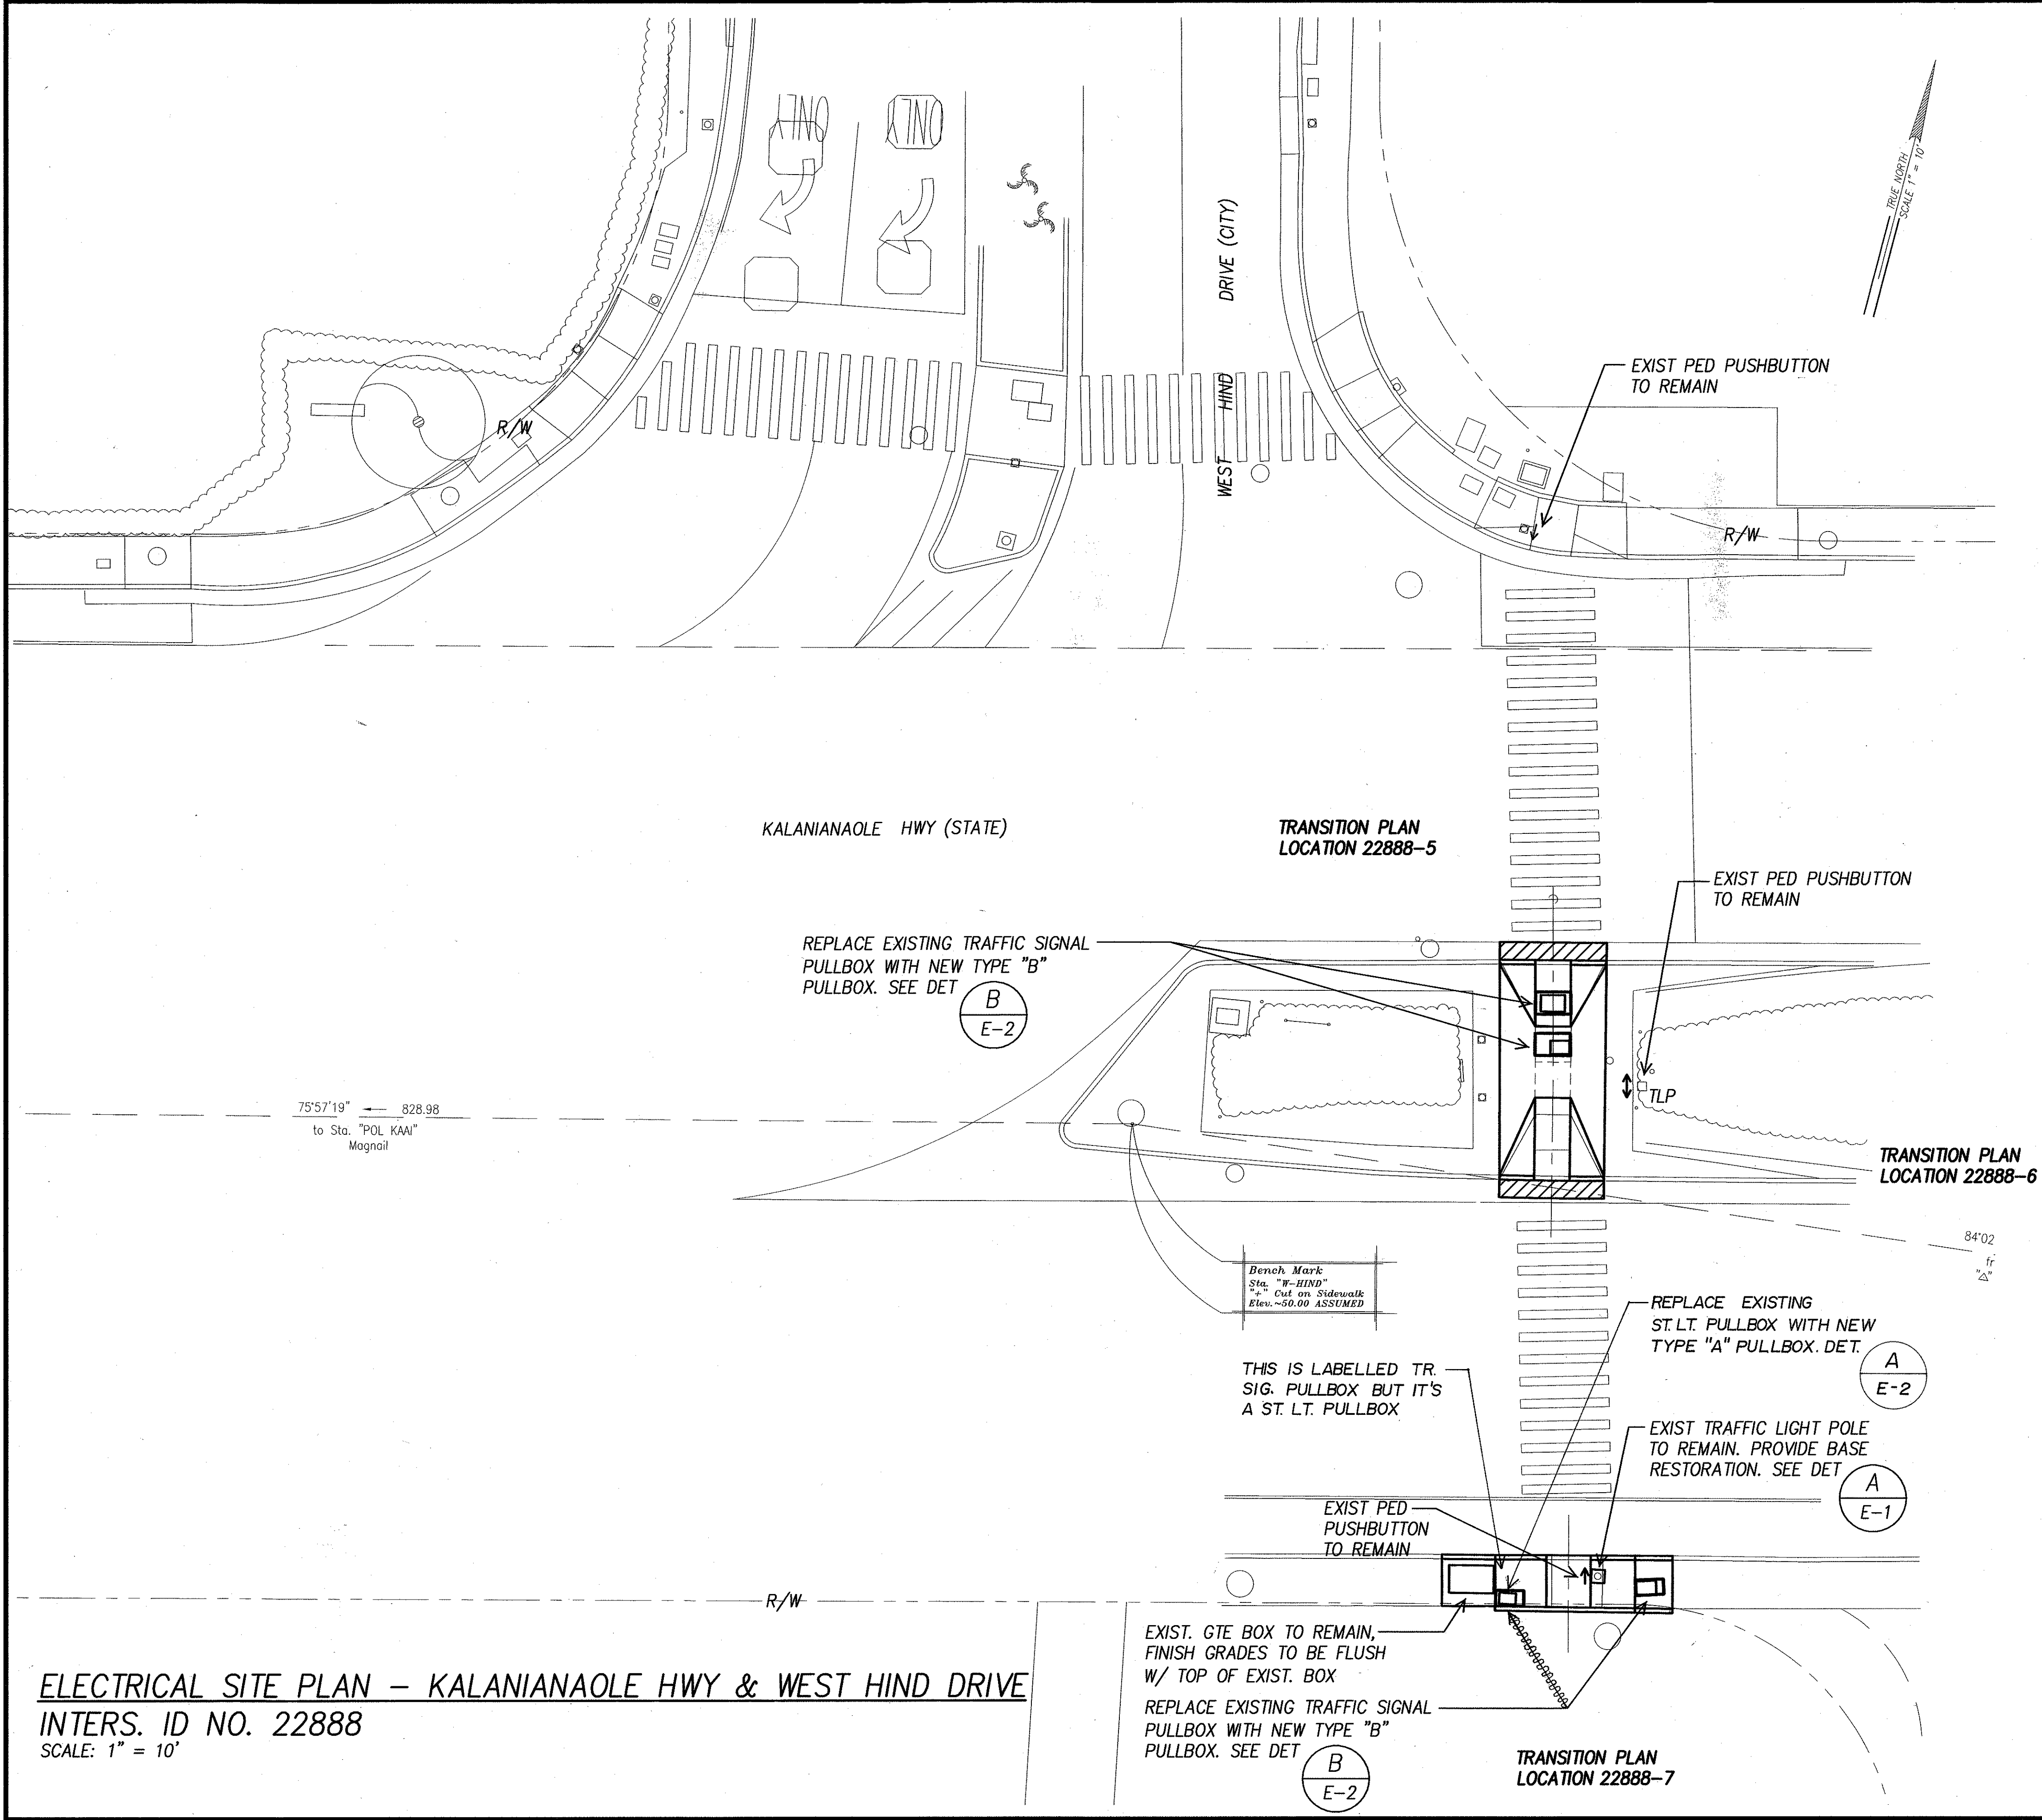 ONLY
ONLY
TRUE NORTH
SCALE 1" = 10'
WEST HIND DRIVE (CITY)
EXIST PED PUSHBUTTON
TO REMAIN
R/W
R/W
KALANIANAOLE HWY (STATE)
TRANSITION PLAN
LOCATION 22888-5
EXIST PED PUSHBUTTON
TO REMAIN
REPLACE EXISTING TRAFFIC SIGNAL
PULLBOX WITH NEW TYPE "B"
PULLBOX. SEE DET
B
E-2
TLP
75°57'19" 828.98
to Sta. "POL KAAI"
Magnail
TRANSITION PLAN
LOCATION 22888-6
84°02
fr
"△"
Bench Mark
Sta. "W-HIND"
"+" Cut on Sidewalk
Elev.~50.00 ASSUMED
REPLACE EXISTING
ST. LT. PULLBOX WITH NEW
TYPE "A" PULLBOX. DET.
A
E-2
THIS IS LABELLED TR.
SIG. PULLBOX BUT IT'S
A ST. LT. PULLBOX
EXIST TRAFFIC LIGHT POLE
TO REMAIN. PROVIDE BASE
RESTORATION. SEE DET
A
E-1
EXIST PED
PUSHBUTTON
TO REMAIN
R/W
EXIST. GTE BOX TO REMAIN,
FINISH GRADES TO BE FLUSH
W/ TOP OF EXIST. BOX
REPLACE EXISTING TRAFFIC SIGNAL
PULLBOX WITH NEW TYPE "B"
PULLBOX. SEE DET
B
E-2
TRANSITION PLAN
LOCATION 22888-7
ELECTRICAL SITE PLAN - KALANIANAOLE HWY & WEST HIND DRIVE
INTERS. ID NO. 22888
SCALE: 1" = 10'